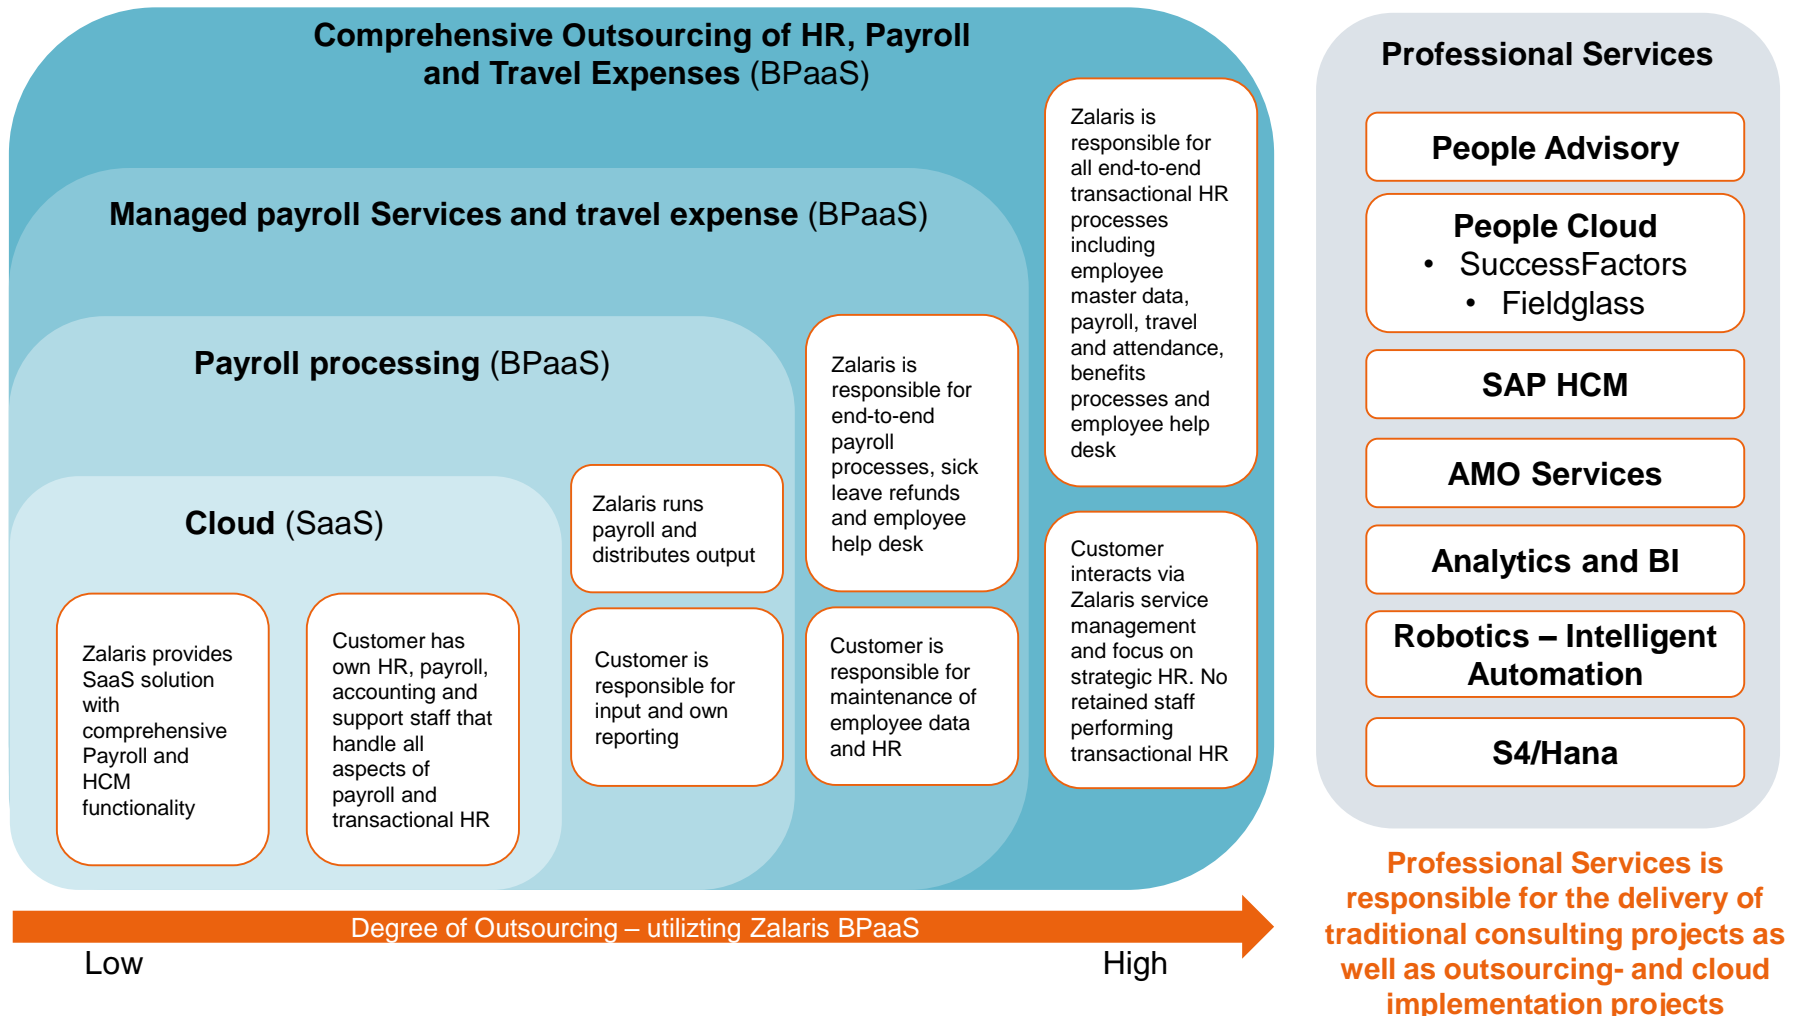 Comprehensive Outsourcing of HR, Payroll
and Travel Expenses (BPaaS)
Zalaris is
responsible for
all end-to-end
transactional HR
processes
including
employee
master data,
payroll, travel
and attendance,
benefits
processes and
employee help
desk
Customer
interacts via
Zalaris service
management
and focus on
strategic HR. No
retained staff
performing
transactional HR
Managed payroll Services and travel expense (BPaaS)
Zalaris is
responsible for
end-to-end
payroll
processes, sick
leave refunds
and employee
help desk
Customer is
responsible for
maintenance of
employee data
and HR
Payroll processing (BPaaS)
Zalaris runs
payroll and
distributes output
Customer is
responsible for
input and own
reporting
Cloud (SaaS)
Zalaris provides
SaaS solution
with
comprehensive
Payroll and
HCM
functionality
Customer has
own HR, payroll,
accounting and
support staff that
handle all
aspects of
payroll and
transactional HR
Degree of Outsourcing – utilizting Zalaris BPaaS
Low
High
Professional Services
People Advisory
People Cloud
• SuccessFactors
• Fieldglass
SAP HCM
AMO Services
Analytics and BI
Robotics – Intelligent
Automation
S4/Hana
Professional Services is
responsible for the delivery of
traditional consulting projects as
well as outsourcing- and cloud
implementation projects